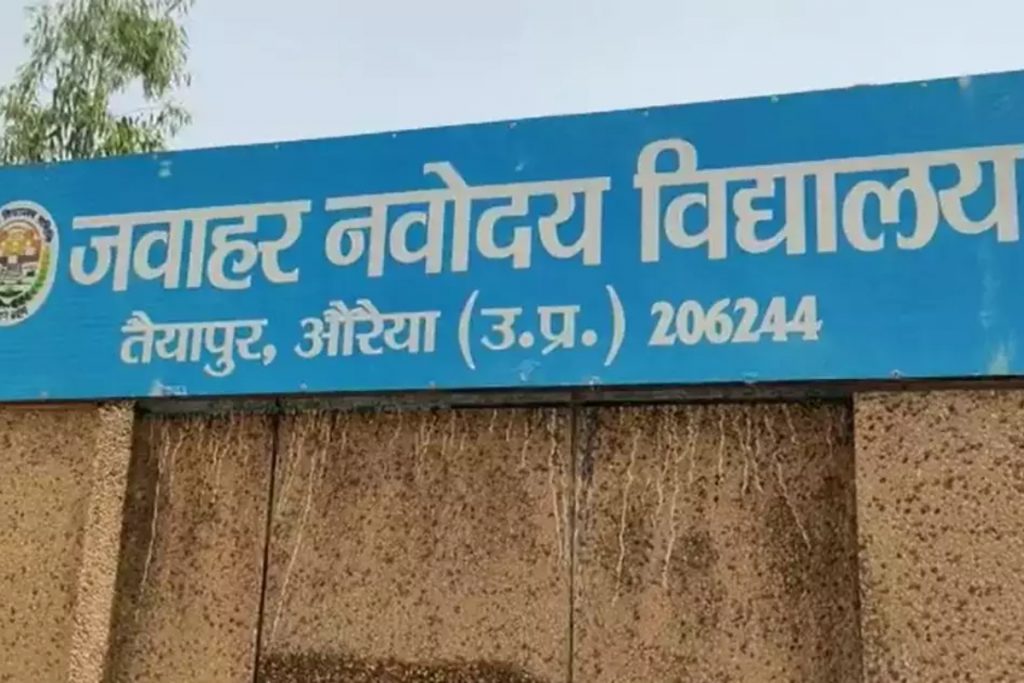 जवाहर नवोदय विद्यालय
तैयापुर, औरैया (उ.प्र.) 206244